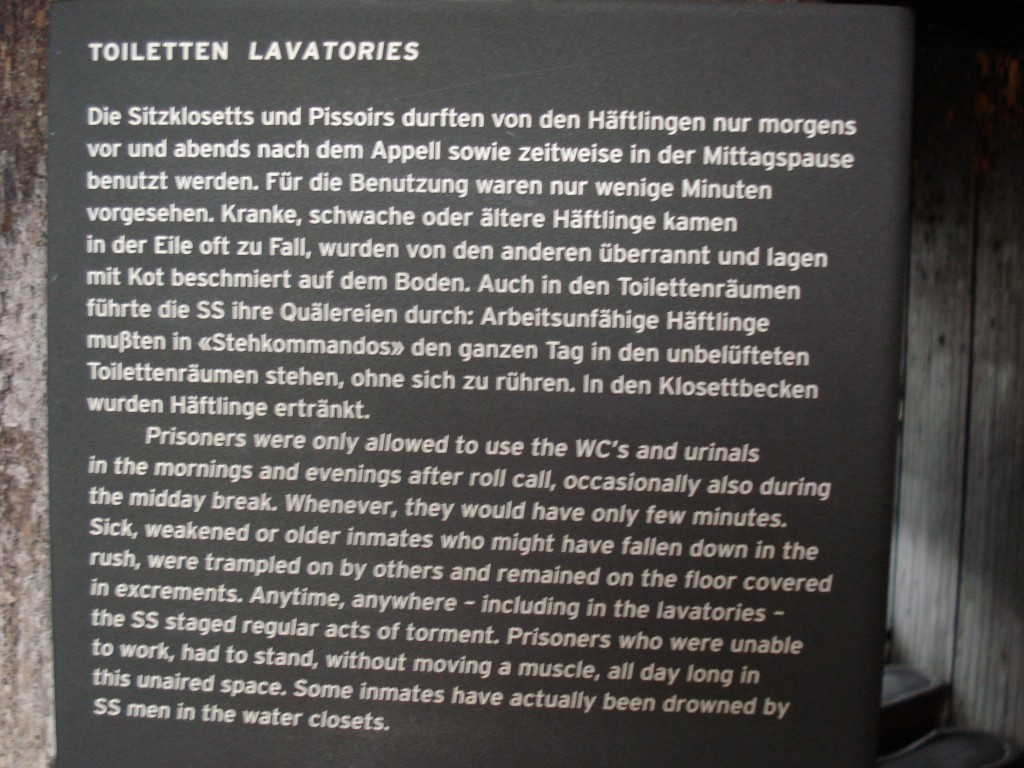 TOILETTEN LAVATORIES
Die Sitzklosetts und Pissoirs durften von den Häftlingen nur morgens
vor und abends nach dem Appell sowie zeitweise in der Mittagspause
benutzt werden. Für die Benutzung waren nur wenige Minuten
vorgesehen. Kranke, schwache oder ältere Häftlinge kamen
in der Eile oft zu Fall, wurden von den anderen überrannt und lagen
mit Kot beschmiert auf dem Boden. Auch in den Toilettenräumen
führte die SS ihre Quälereien durch: Arbeitsunfähige Häftlinge
mußten in «Stehkommandos» den ganzen Tag in den unbelüfteten
Toilettenräumen stehen, ohne sich zu rühren. In den Klosettbecken
wurden Häftlinge ertränkt.
Prisoners were only allowed to use the WC's and urinals
in the mornings and evenings after roll call, occasionally also during
the midday break. Whenever, they would have only few minutes.
Sick, weakened or older inmates who might have fallen down in the
rush, were trampled on by others and remained on the floor covered
in excrements. Anytime, anywhere – including in the lavatories –
the SS staged regular acts of torment. Prisoners who were unable
to work, had to stand, without moving a muscle, all day long in
this unaired space. Some inmates have actually been drowned by
SS men in the water closets.